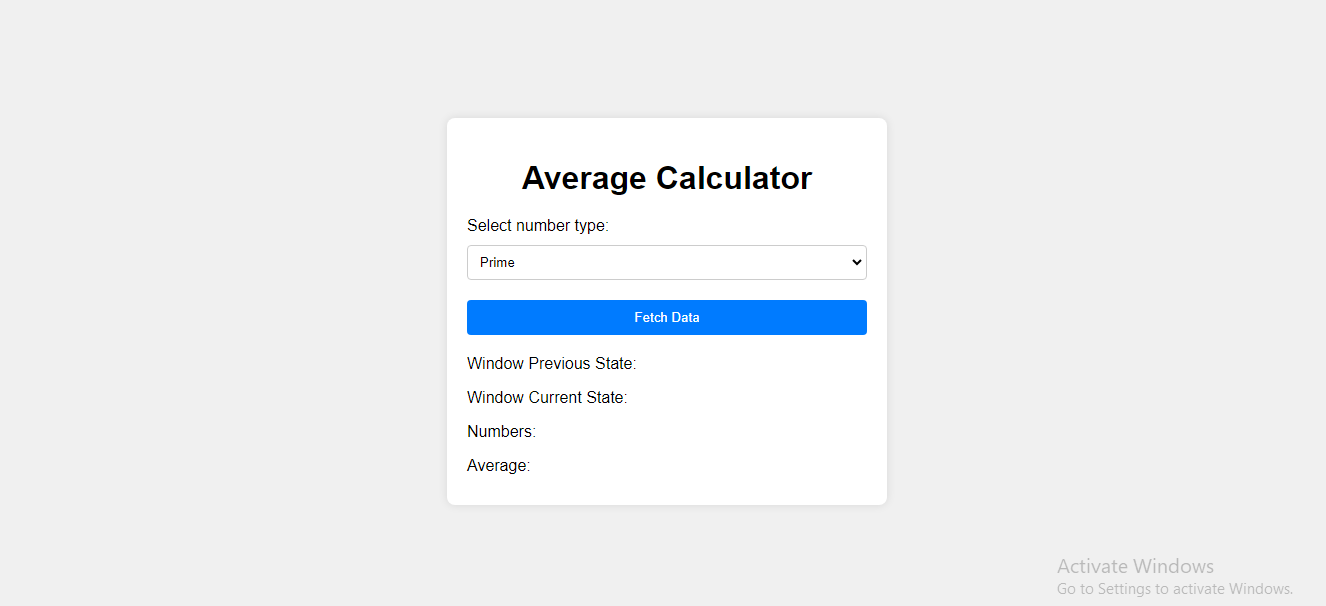 Average Calculator
Select number type:
Prime
Fetch Data
Window Previous State:
Window Current State:
Numbers:
Average:
Activate Windows
Go to Settings to activate Windows.